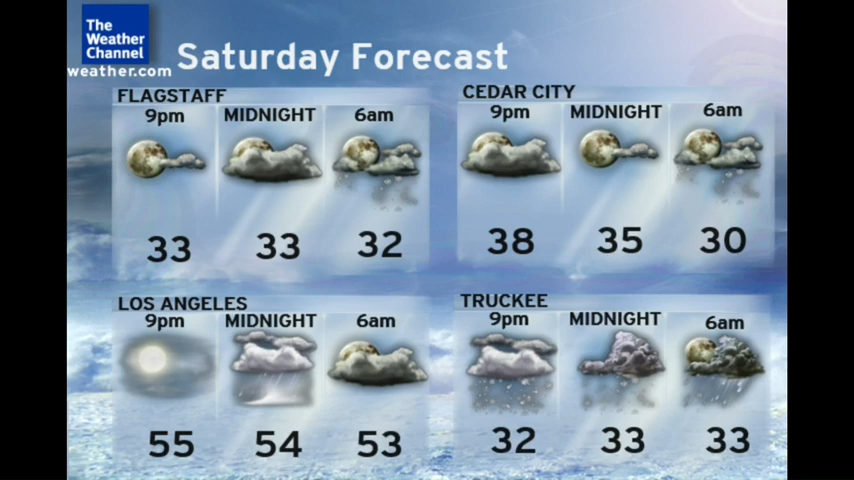 The
Weather
Channel
weather.com
Saturday Forecast
FLAGSTAFF
9pm MIDNIGHT 6am
33 33 32
CEDAR CITY
9pm MIDNIGHT 6am
38 35 30
LOS ANGELES
9pm MIDNIGHT 6am
55 54 53
TRUCKEE
9pm MIDNIGHT 6am
32 33 33